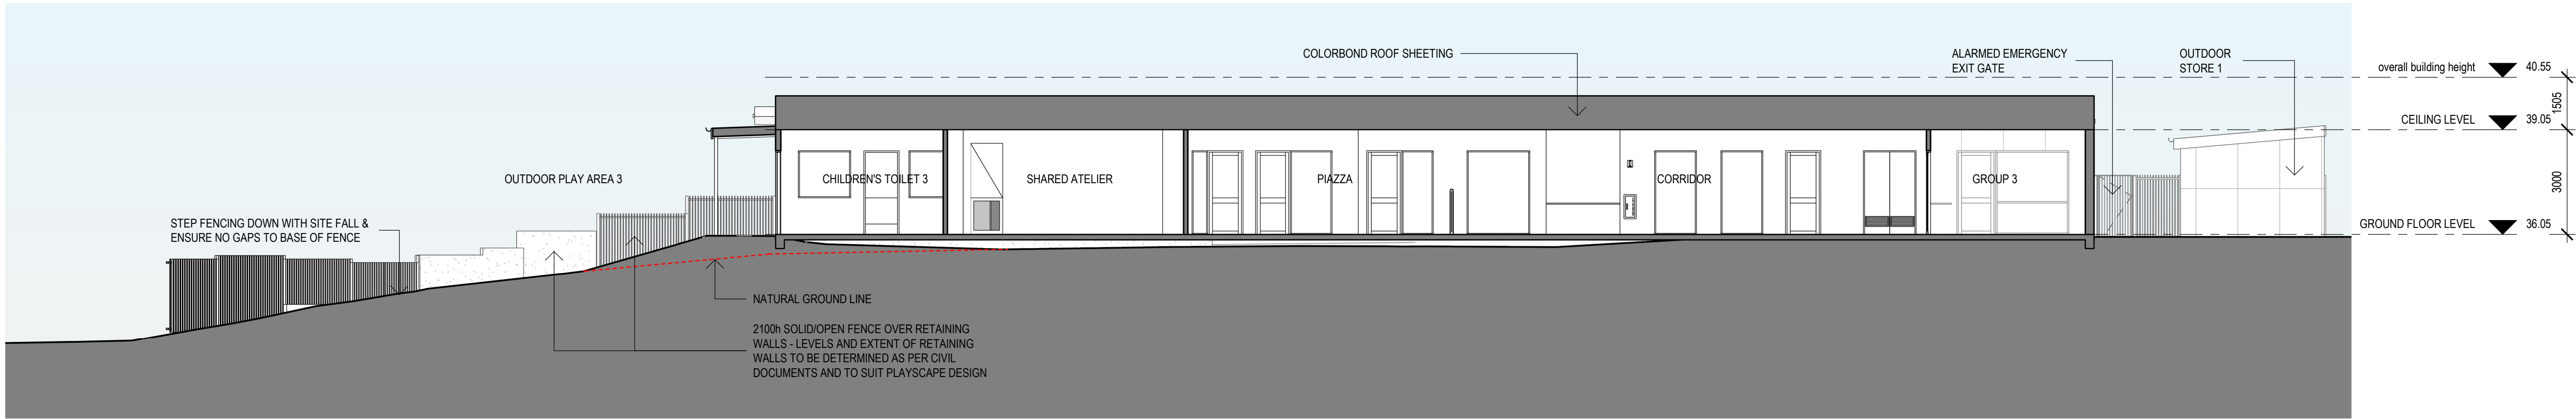 COLORBOND ROOF SHEETING
ALARMED EMERGENCY
EXIT GATE
OUTDOOR
STORE 1
overall building height 40.55
1505
CEILING LEVEL 39.05
3000
GROUND FLOOR LEVEL 36.05
OUTDOOR PLAY AREA 3
CHILDREN'S TOILET 3
SHARED ATELIER
PIAZZA
CORRIDOR
GROUP 3
STEP FENCING DOWN WITH SITE FALL &
ENSURE NO GAPS TO BASE OF FENCE
NATURAL GROUND LINE
2100h SOLID/OPEN FENCE OVER RETAINING
WALLS - LEVELS AND EXTENT OF RETAINING
WALLS TO BE DETERMINED AS PER CIVIL
DOCUMENTS AND TO SUIT PLAYSCAPE DESIGN